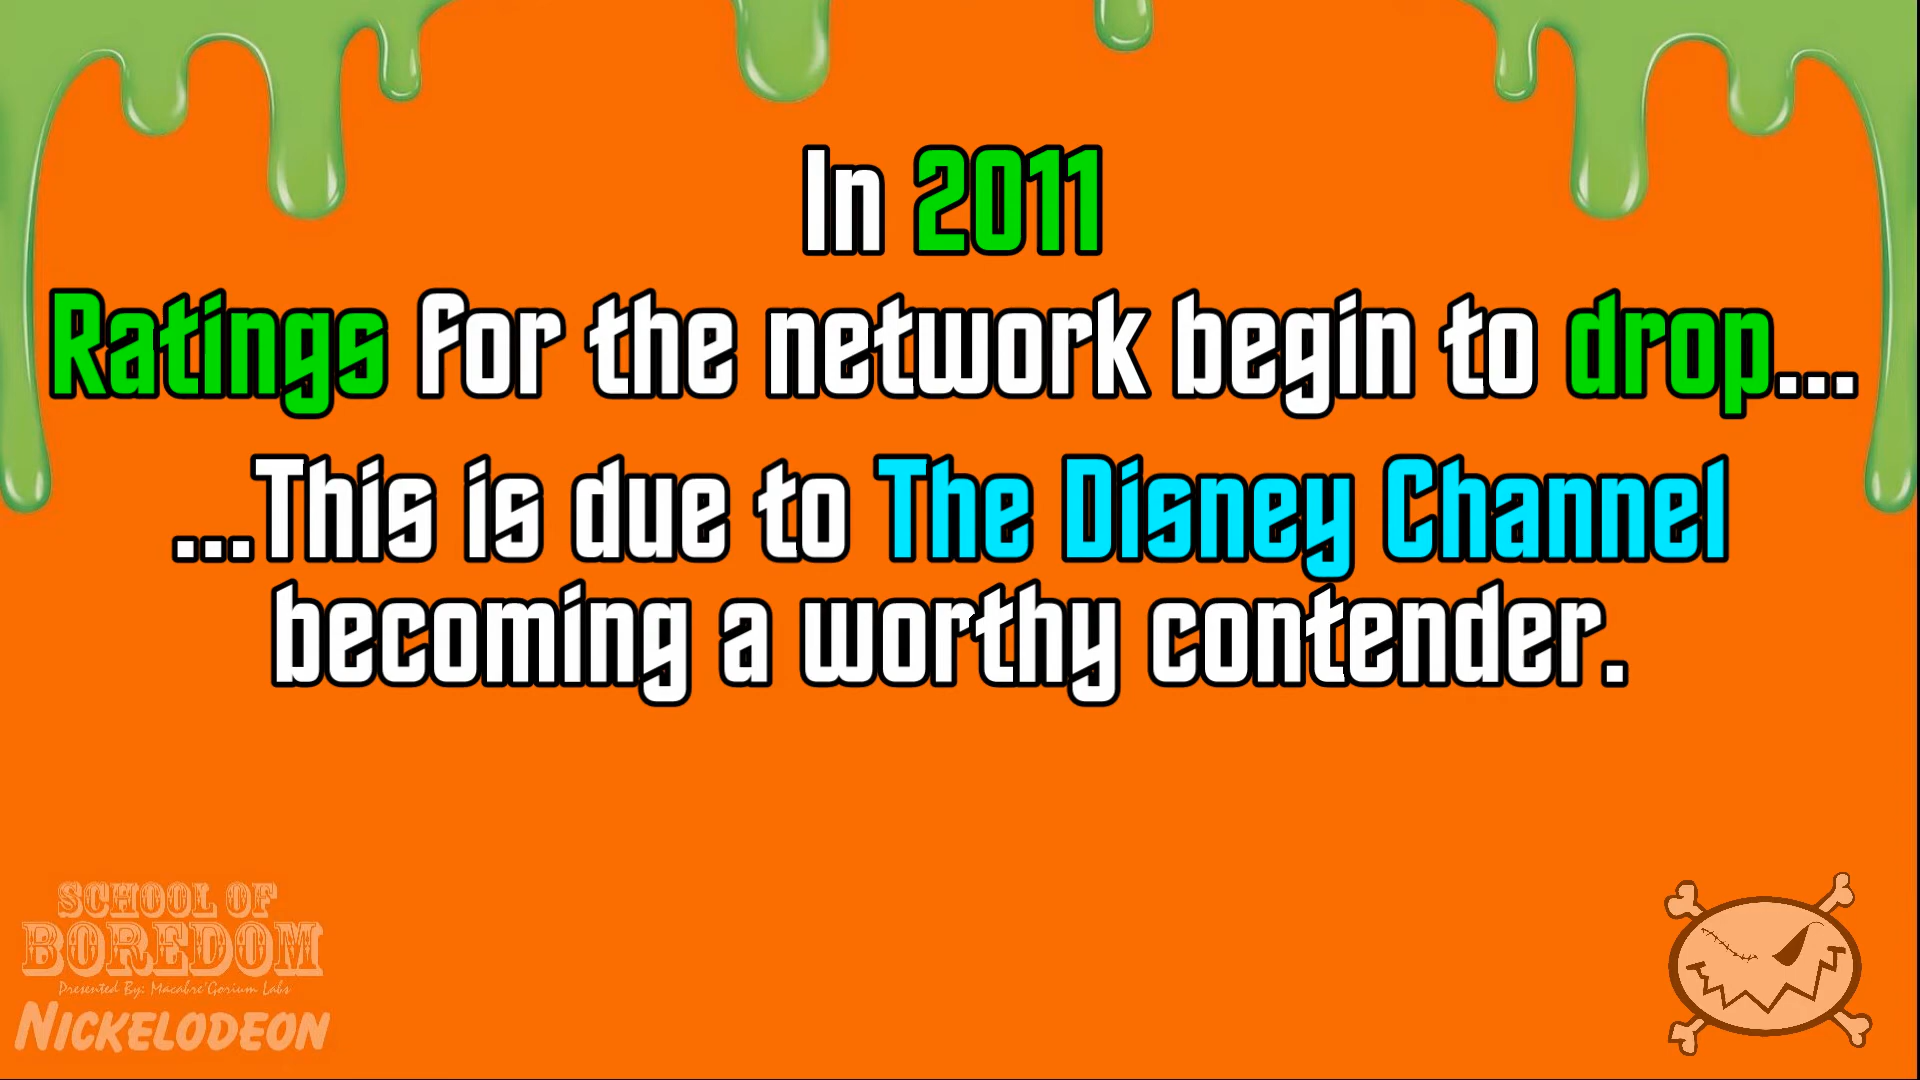 In 2011
Ratings for the network begin to drop...
...This is due to The Disney Channel
becoming a worthy contender.
SCHOOL OF
BOREDOM
Presented By: Macabre'Gorium Labs
NICKELODEON